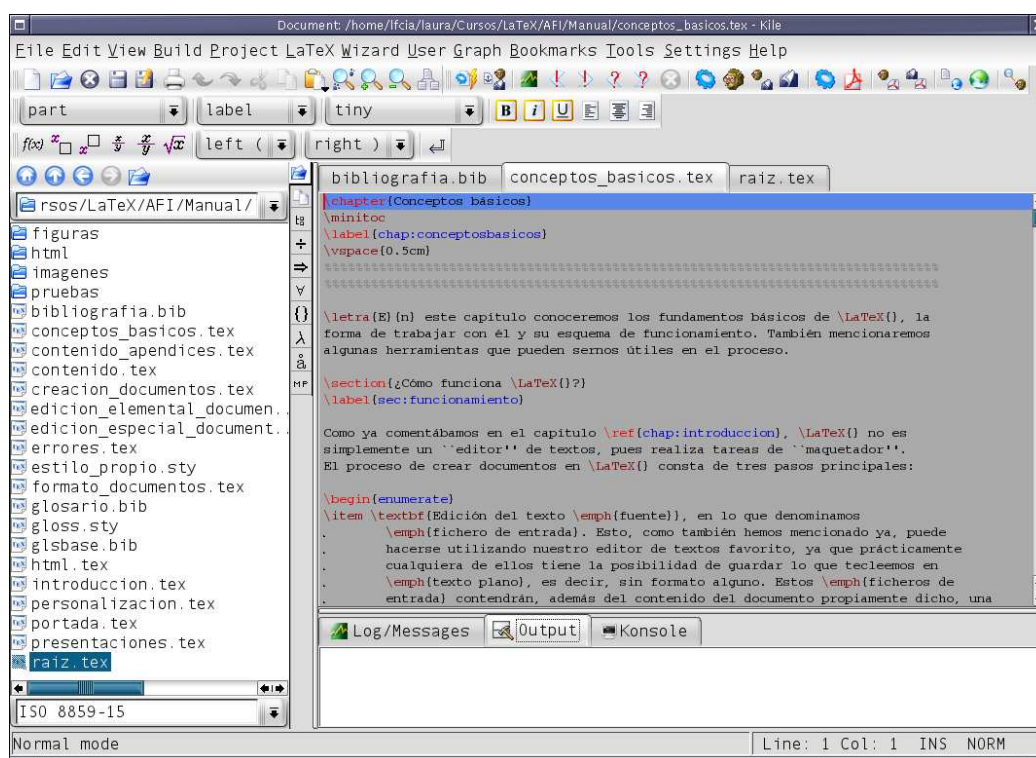 Document: /home/lfcia/laura/Cursos/LaTeX/AFI/Manual/conceptos_basicos.tex - Kile
File Edit View Build Project LaTeX Wizard User Graph Bookmarks Tools Settings Help
part label tiny B i U
f(x) left ( right )
rsos/LaTeX/AFI/Manual/
figuras
html
imagenes
pruebas
bibliografia.bib
conceptos_basicos.tex
contenido_apendices.tex
contenido.tex
creacion_documentos.tex
edicion_elemental_documen..
edicion_especial_document..
errores.tex
estilo_propio.sty
formato_documentos.tex
glosario.bib
gloss.sty
glsbase.bib
html.tex
introduccion.tex
personalizacion.tex
portada.tex
presentaciones.tex
raiz.tex
ISO 8859-15
bibliografia.bib conceptos_basicos.tex raiz.tex
\chapter{Conceptos básicos}
\minitoc
\label{chap:conceptosbasicos}
\vspace{0.5cm}
\letra{E}{n} este capítulo conoceremos los fundamentos básicos de \LaTeX{}, la
forma de trabajar con él y su esquema de funcionamiento. También mencionaremos
algunas herramientas que pueden sernos útiles en el proceso.
\section{¿Cómo funciona \LaTeX{}?}
\label{sec:funcionamiento}
Como ya comentábamos en el capítulo \ref{chap:introduccion}, \LaTeX{} no es
simplemente un ``editor'' de textos, pues realiza tareas de ``maquetador''.
El proceso de crear documentos en \LaTeX{} consta de tres pasos principales:
\begin{enumerate}
\item \textbf{Edición del texto \emph{fuente}}, en lo que denominamos
. \emph{fichero de entrada}. Esto, como también hemos mencionado ya, puede
. hacerse utilizando nuestro editor de textos favorito, ya que prácticamente
. cualquiera de ellos tiene la posibilidad de guardar lo que tecleemos en
. \emph{texto plano}, es decir, sin formato alguno. Estos \emph{ficheros de
. entrada} contendrán, además del contenido del documento propiamente dicho, una
Log/Messages Output Konsole
Normal mode Line: 1 Col: 1 INS NORM